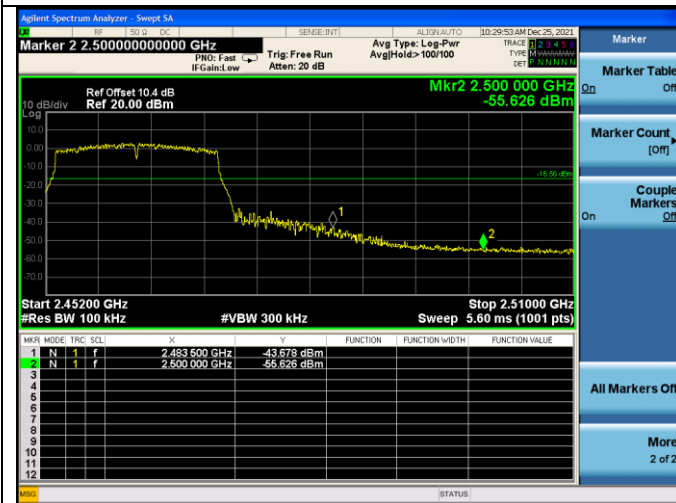 Agilent Spectrum Analyzer - Swept SA
RF 50 Ω DC SENSE:INT ALIGN AUTO 10:29:53 AM Dec 25, 2021
Marker 2 2.500000000000 GHz
PNO: Fast
IFGain:Low
Trig: Free Run
Atten: 20 dB
Avg Type: Log-Pwr
Avg|Hold:>100/100
TRACE 1 2 3 4 5 6
TYPE M
DET P N N N N N
Mkr2 2.500 000 GHz
-55.626 dBm
Ref Offset 10.4 dB
10 dB/div Ref 20.00 dBm
Log
10.0
0.00
-10.0
-16.56 dBm
-20.0
-30.0
-40.0
1
-50.0
2
-60.0
-70.0
Start 2.45200 GHz Stop 2.51000 GHz
#Res BW 100 kHz #VBW 300 kHz Sweep 5.60 ms (1001 pts)
MKR MODE TRC SCL X Y FUNCTION FUNCTION WIDTH FUNCTION VALUE
1 N 1 f 2.483 500 GHz -43.678 dBm
2 N 1 f 2.500 000 GHz -55.626 dBm
3
4
5
6
7
8
9
10
11
12
MSG STATUS
Marker
Marker Table
On Off
Marker Count
[Off]
Couple
Markers
On Off
All Markers Off
More
2 of 2